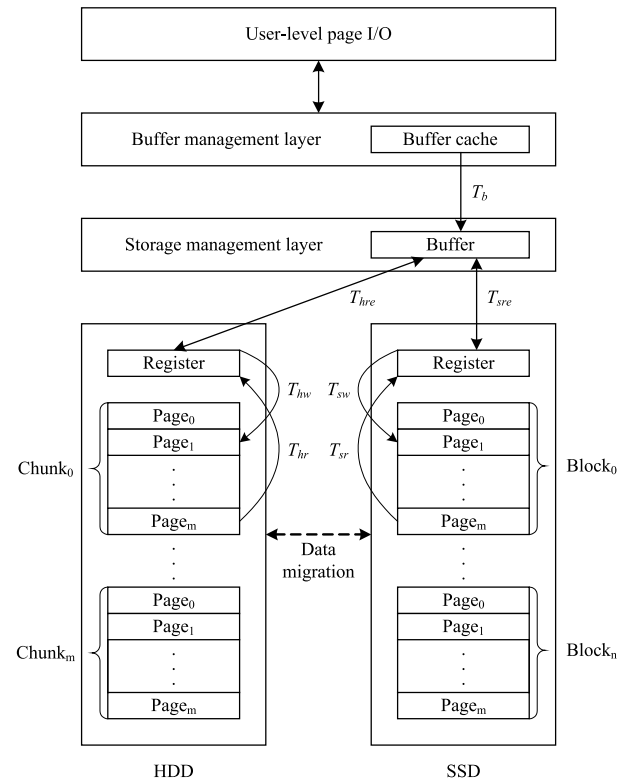 User-level page I/O
Buffer management layer
Buffer cache
T_b
Storage management layer
Buffer
T_hre
T_sre
Register
Register
T_hw
T_sw
Page_0
Page_0
Page_1
Page_1
Chunk_0
T_hr
T_sr
Block_0
Page_m
Page_m
Data
migration
Page_0
Page_0
Page_1
Page_1
Chunk_m
Block_n
Page_m
Page_m
HDD
SSD